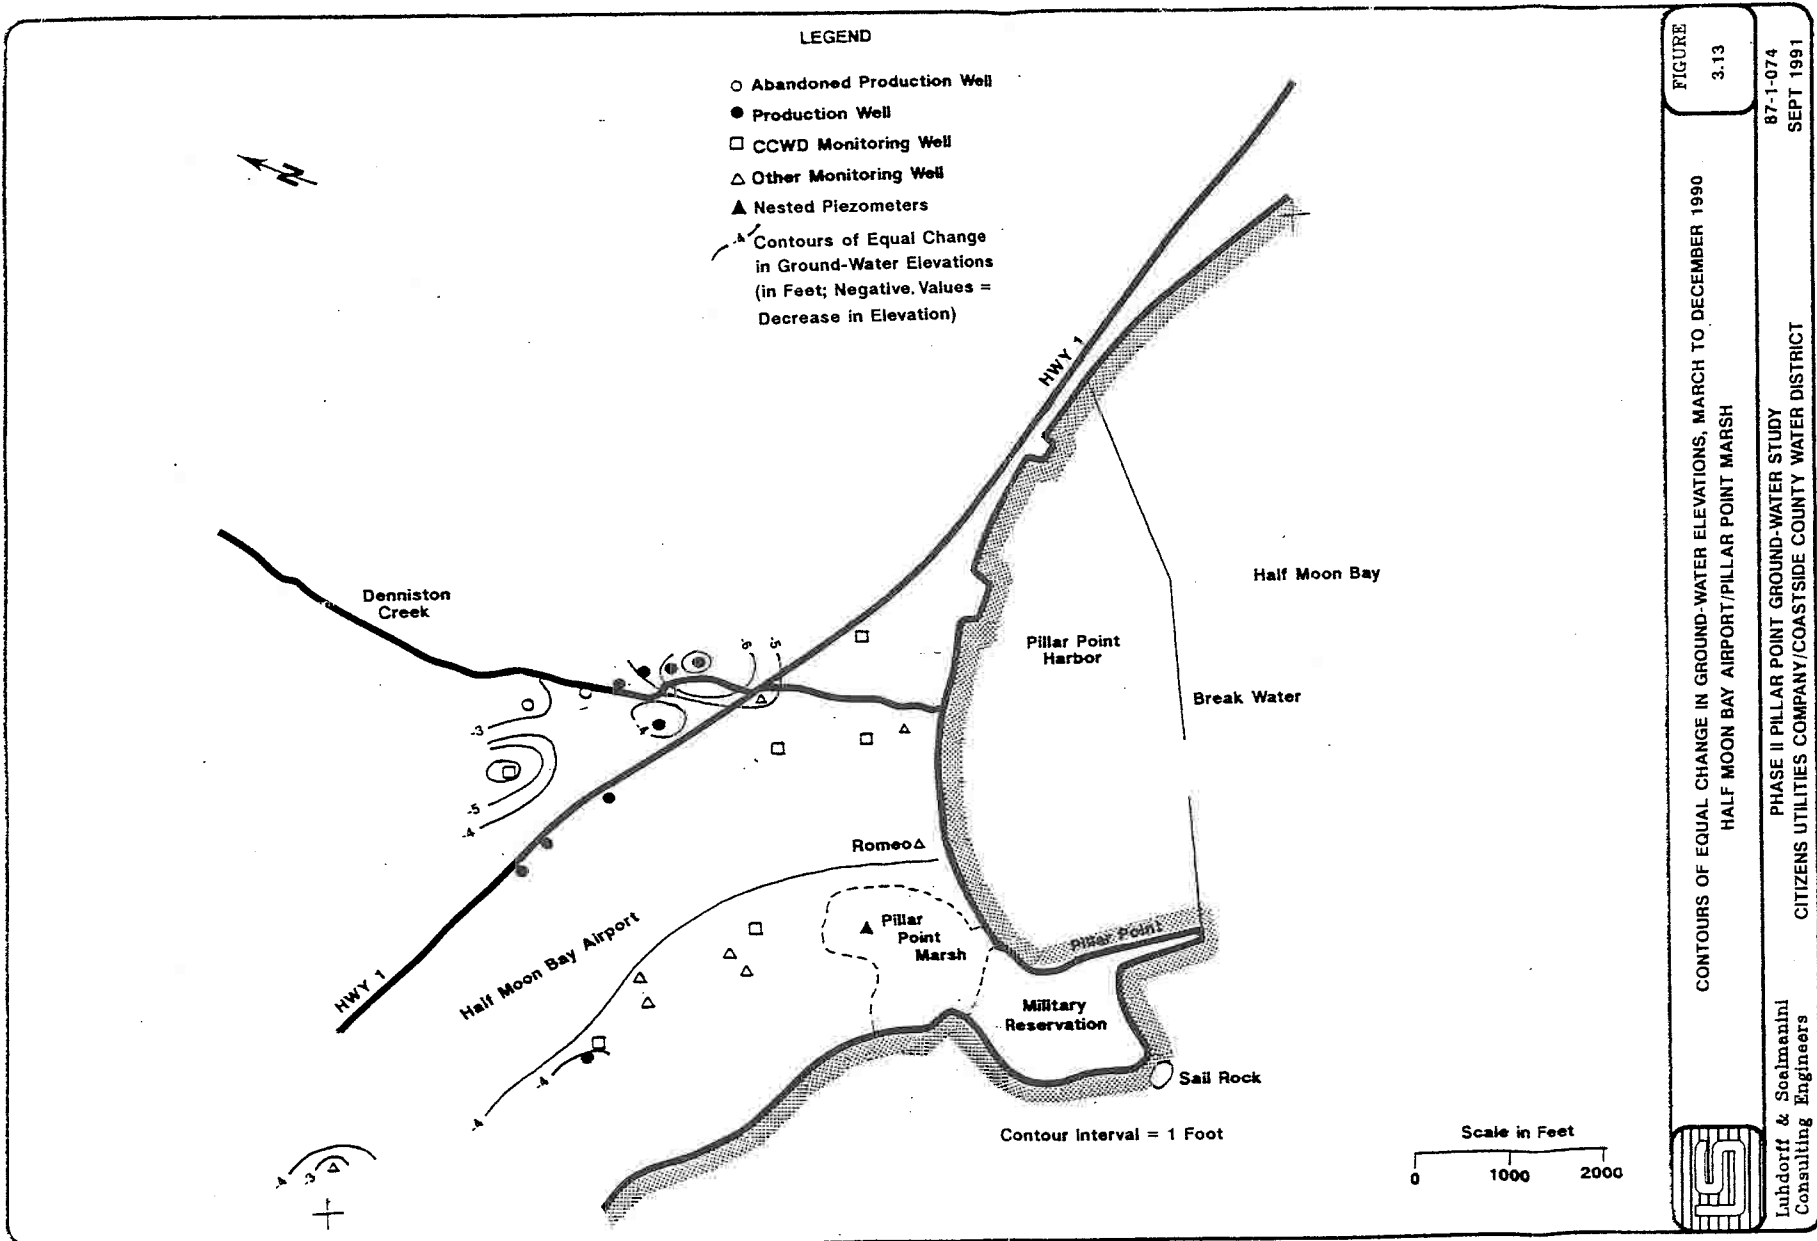 LEGEND
Abandoned Production Well
Production Well
CCWD Monitoring Well
Other Monitoring Well
Nested Piezometers
-4
Contours of Equal Change
in Ground-Water Elevations
(in Feet; Negative. Values =
Decrease in Elevation)
N
HWY 1
Denniston
Creek
-6
-5
-3
-4
-5
-4
Half Moon Bay
Pillar Point
Harbor
Break Water
Romeo
Pillar
Point
Marsh
Pillar Point
Half Moon Bay Airport
HWY 1
Military
Reservation
Sail Rock
-4
-4
-4
-3
Contour Interval = 1 Foot
Scale in Feet
0
1000
2000
FIGURE
3.13
CONTOURS OF EQUAL CHANGE IN GROUND-WATER ELEVATIONS, MARCH TO DECEMBER 1990
HALF MOON BAY AIRPORT/PILLAR POINT MARSH
87-1-074
SEPT 1991
PHASE II PILLAR POINT GROUND-WATER STUDY
CITIZENS UTILITIES COMPANY/COASTSIDE COUNTY WATER DISTRICT
Luhdorff & Scalmanini
Consulting Engineers